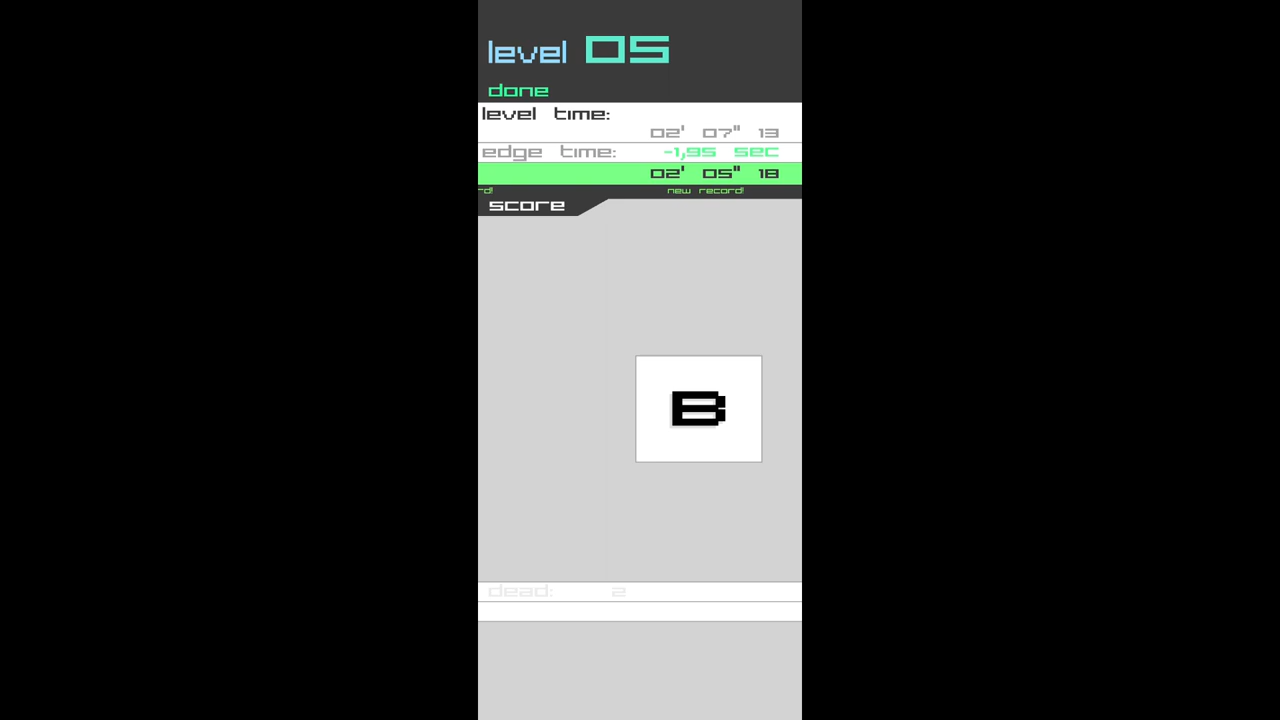 level 05
done
level time:
02' 07" 13
edge time: -1,95 sec
02' 05" 18
rd! new record!
score
B
dead: 2